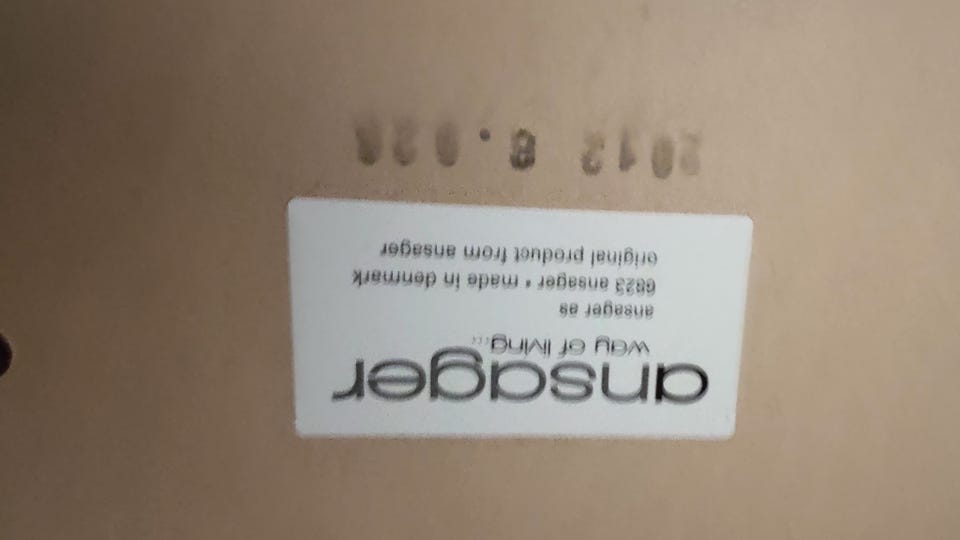 ansager
way of living...
ansager as
6823 ansager * made in denmark
original product from ansager